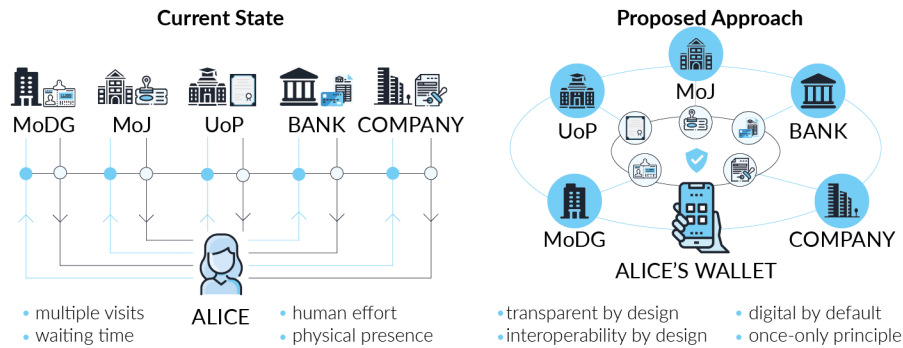 Current State
MoDG MoJ UoP BANK COMPANY
ALICE
• multiple visits
• waiting time
• human effort
• physical presence
Proposed Approach
MoJ
UoP
BANK
MoDG
COMPANY
ALICE'S WALLET
• transparent by design
• interoperability by design
• digital by default
• once-only principle